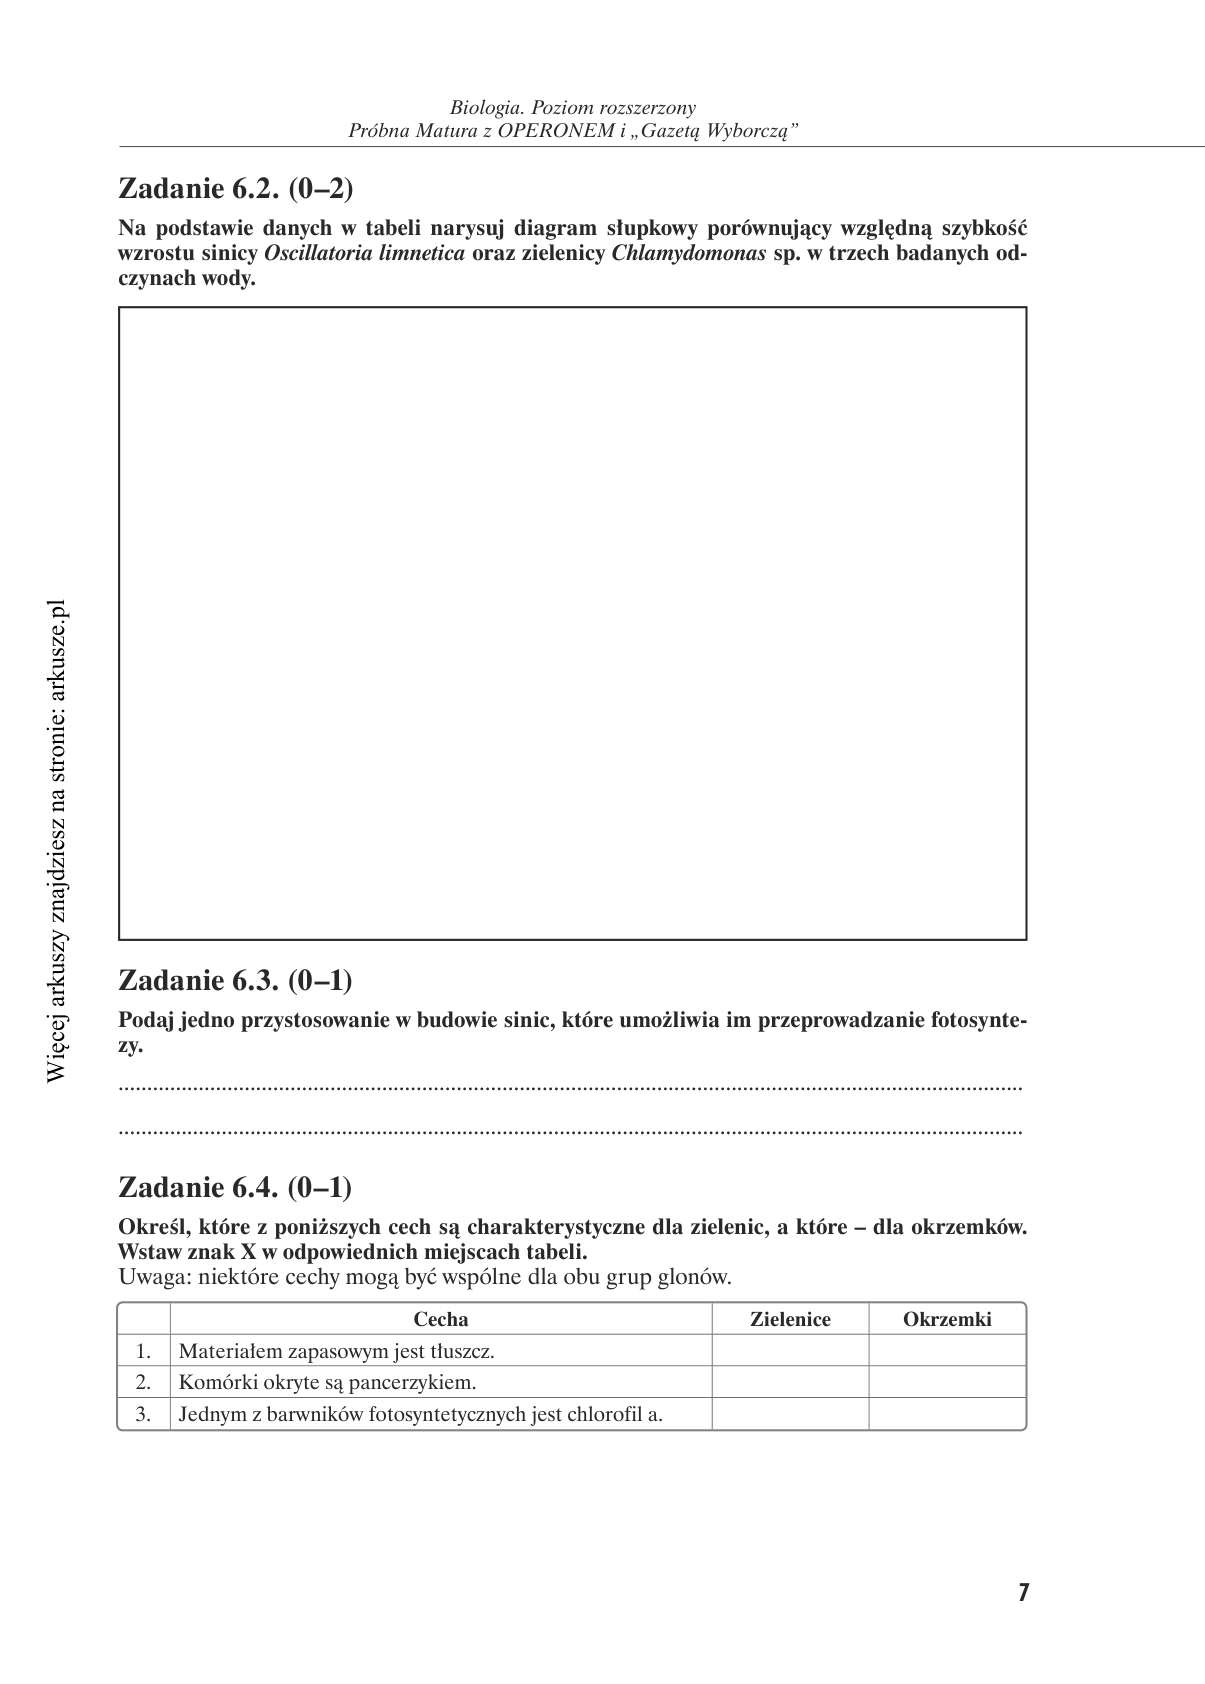 Biologia. Poziom rozszerzony
Próbna Matura z OPERONEM i „Gazetą Wyborczą”
Zadanie 6.2. (0–2)
Na podstawie danych w tabeli narysuj diagram słupkowy porównujący względną szybkość
wzrostu sinicy Oscillatoria limnetica oraz zielenicy Chlamydomonas sp. w trzech badanych od-
czynach wody.
Zadanie 6.3. (0–1)
Podaj jedno przystosowanie w budowie sinic, które umożliwia im przeprowadzanie fotosynte-
zy.
Zadanie 6.4. (0–1)
Określ, które z poniższych cech są charakterystyczne dla zielenic, a które – dla okrzemków.
Wstaw znak X w odpowiednich miejscach tabeli.
Uwaga: niektóre cechy mogą być wspólne dla obu grup glonów.
Cecha Zielenice Okrzemki
1. Materiałem zapasowym jest tłuszcz.
2. Komórki okryte są pancerzykiem.
3. Jednym z barwników fotosyntetycznych jest chlorofil a.
7
Więcej arkuszy znajdziesz na stronie: arkusze.pl